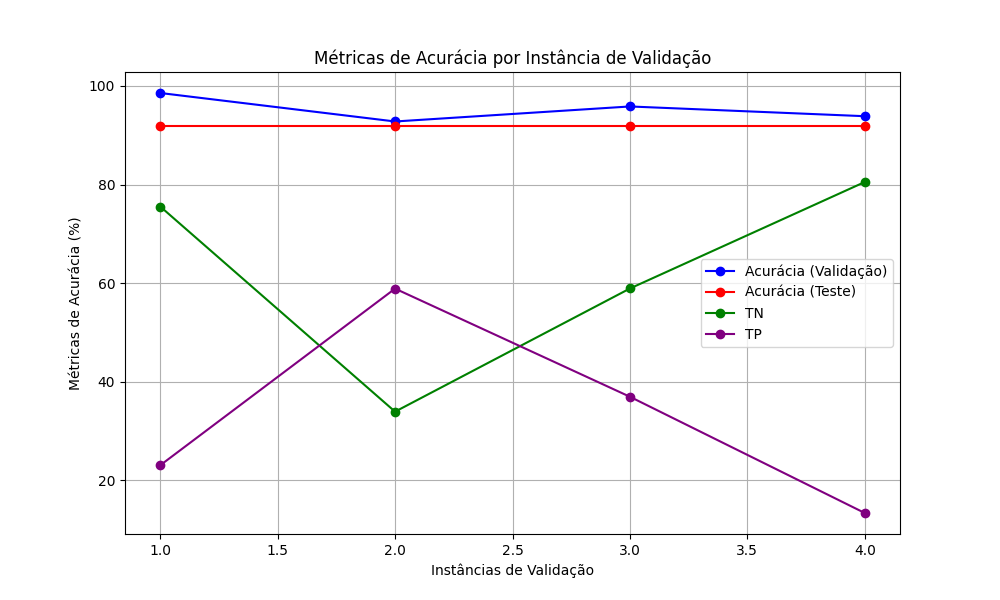 Métricas de Acurácia por Instância de Validação
Métricas de Acurácia (%)
100
80
60
40
20
Acurácia (Validação)
Acurácia (Teste)
TN
TP
1.0
1.5
2.0
2.5
3.0
3.5
4.0
Instâncias de Validação